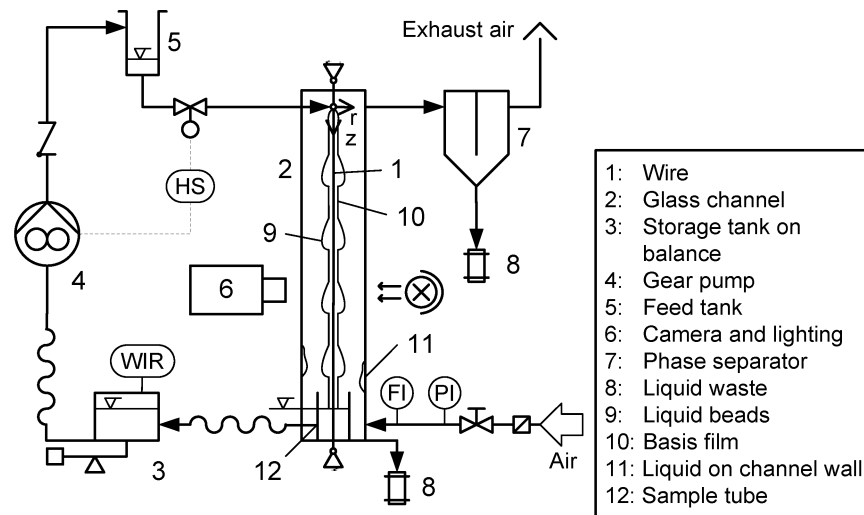 Exhaust air
5
r
z
7
2
1
HS
10
9
8
4
6
11
WIR
FI
PI
3
12
8
Air
1: Wire
2: Glass channel
3: Storage tank on
balance
4: Gear pump
5: Feed tank
6: Camera and lighting
7: Phase separator
8: Liquid waste
9: Liquid beads
10: Basis film
11: Liquid on channel wall
12: Sample tube